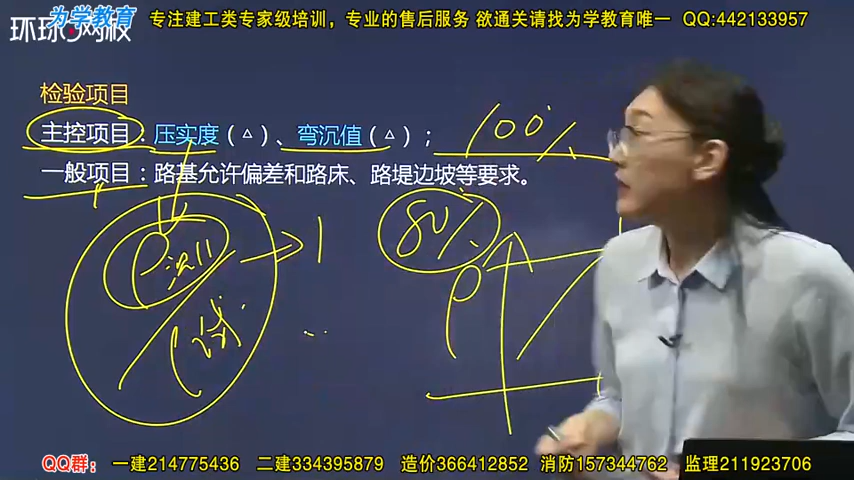 为学教育 专注建工类专家级培训，专业的售后服务 欲通关请找为学教育唯一 QQ:442133957
环球网校
检验项目
主控项目：压实度（△）、弯沉值（△）； 100%
一般项目：路基允许偏差和路床、路堤边坡等要求。
80%
1
QQ群： 一建214775436 二建334395879 造价366412852 消防157344762 监理211923706